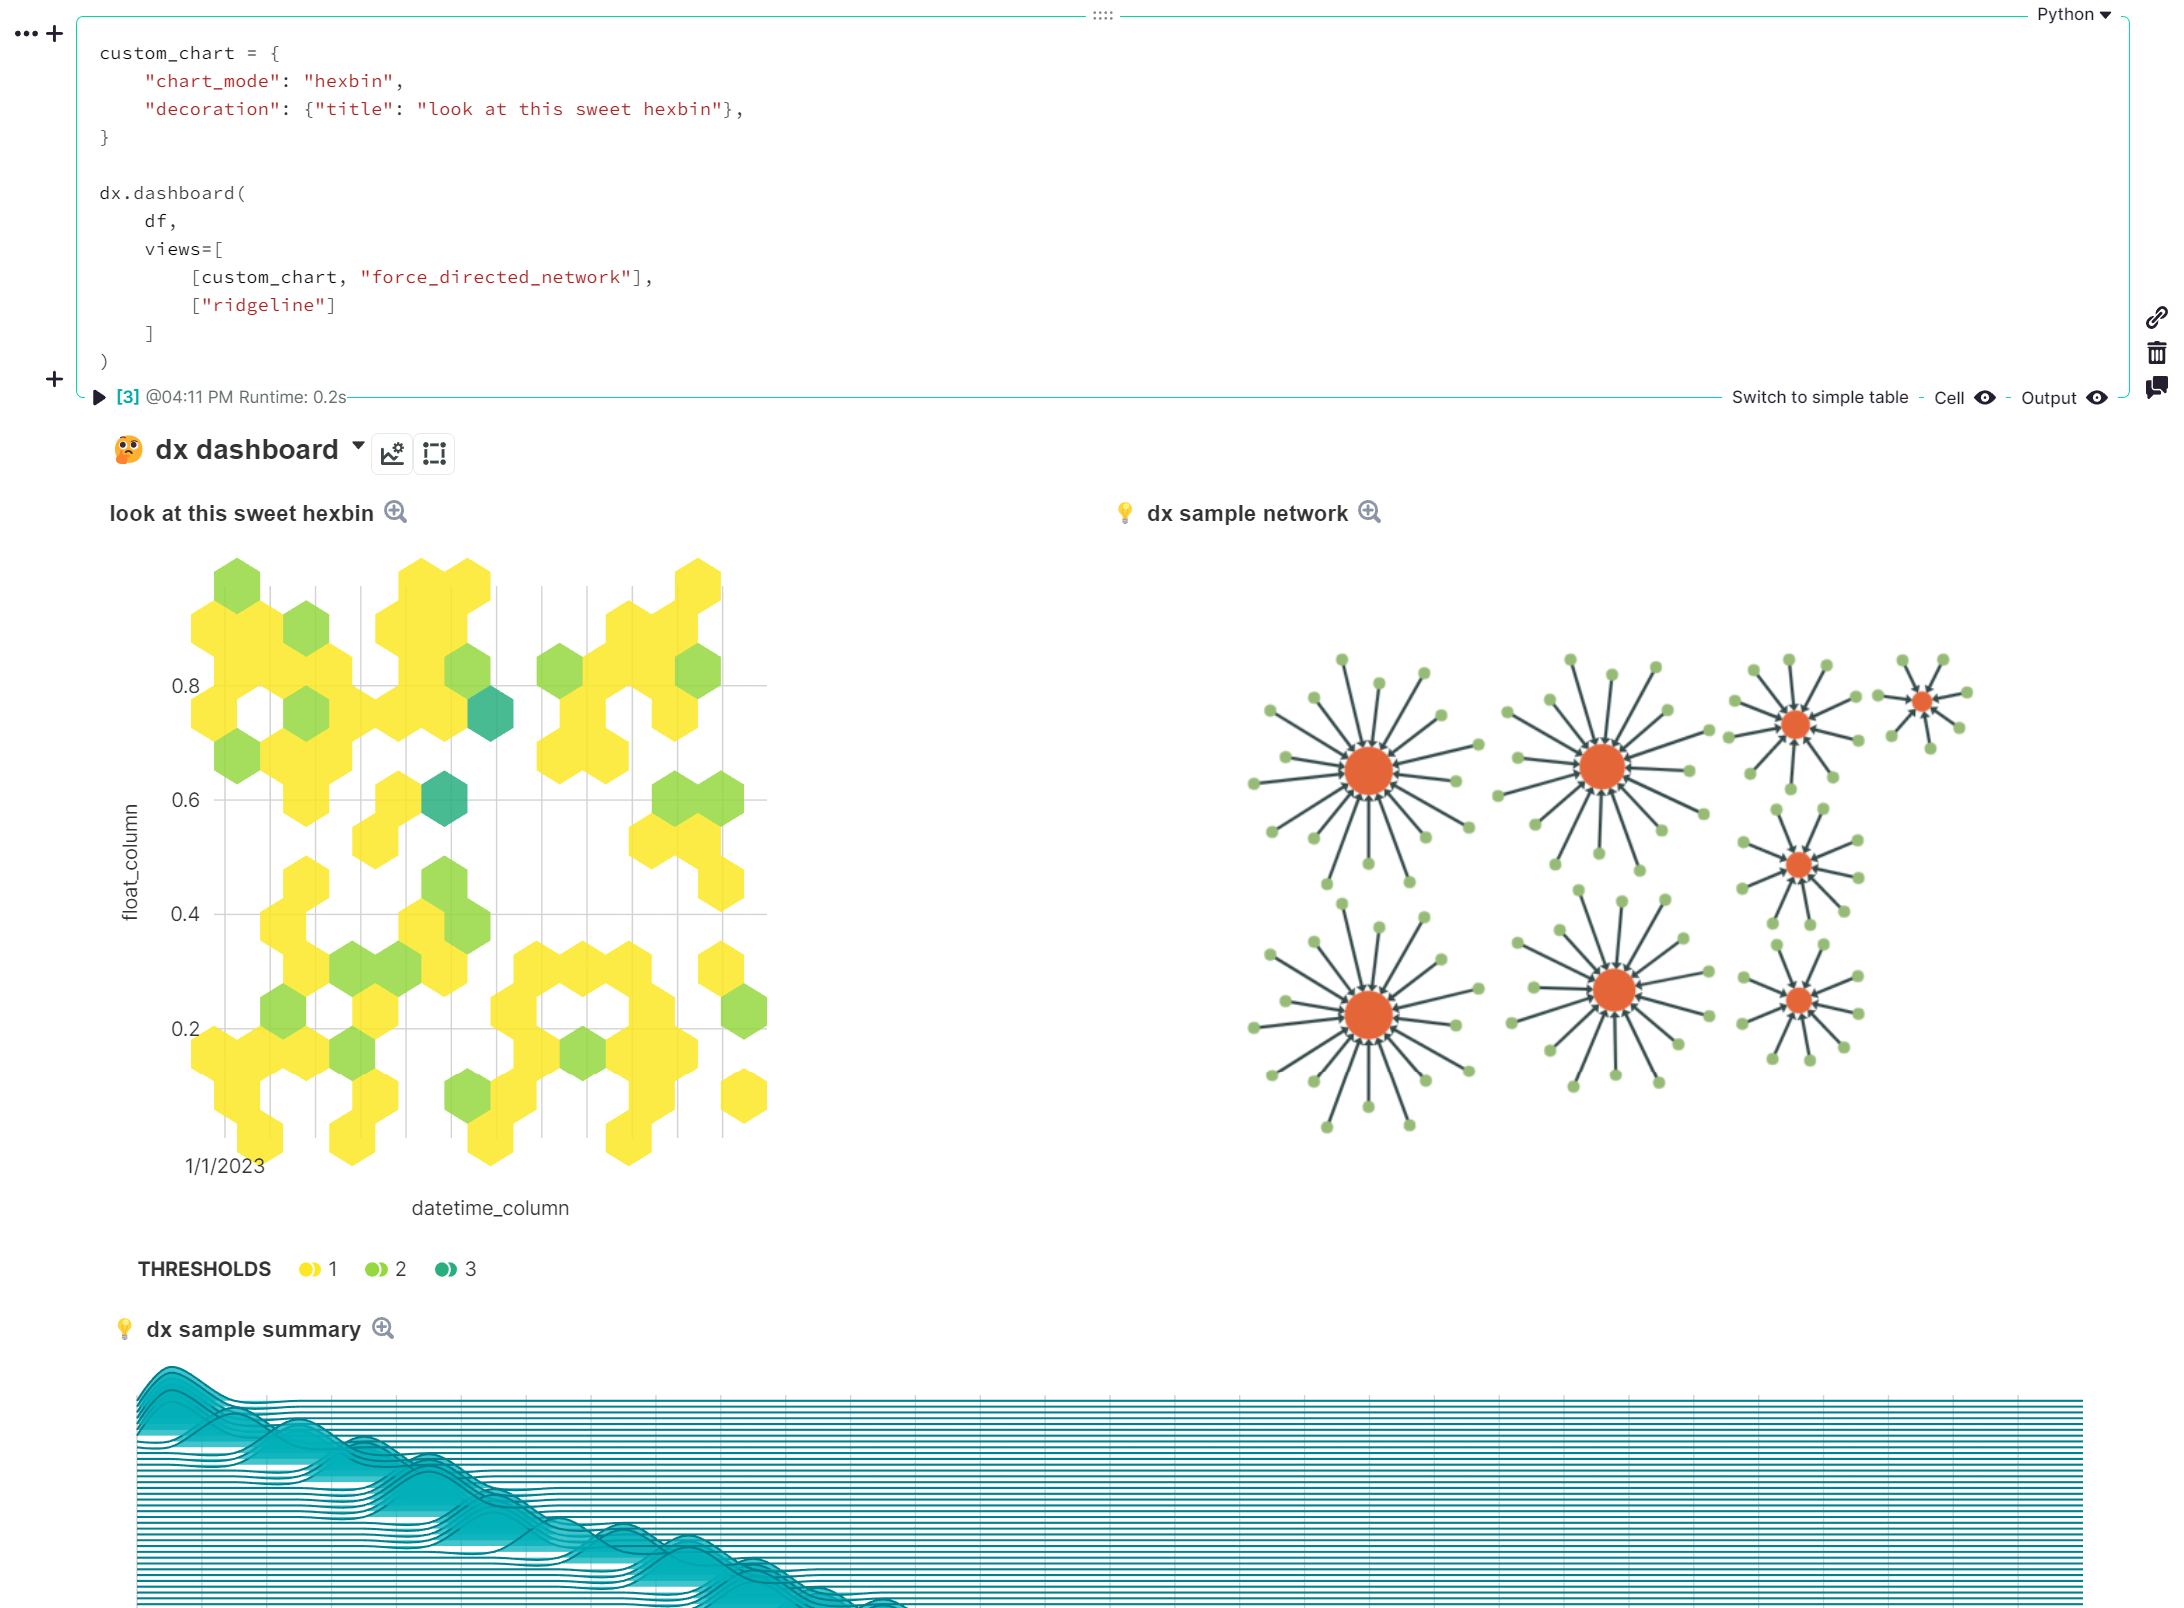 Python
custom_chart = {
    "chart_mode": "hexbin",
    "decoration": {"title": "look at this sweet hexbin"},
}
dx.dashboard(
    df,
    views=[
        [custom_chart, "force_directed_network"],
        ["ridgeline"]
    ]
)
[3] @04:11 PM Runtime: 0.2s
Switch to simple table - Cell - Output
dx dashboard
look at this sweet hexbin
dx sample network
0.8
0.6
0.4
0.2
float_column
1/1/2023
datetime_column
THRESHOLDS 1 2 3
dx sample summary